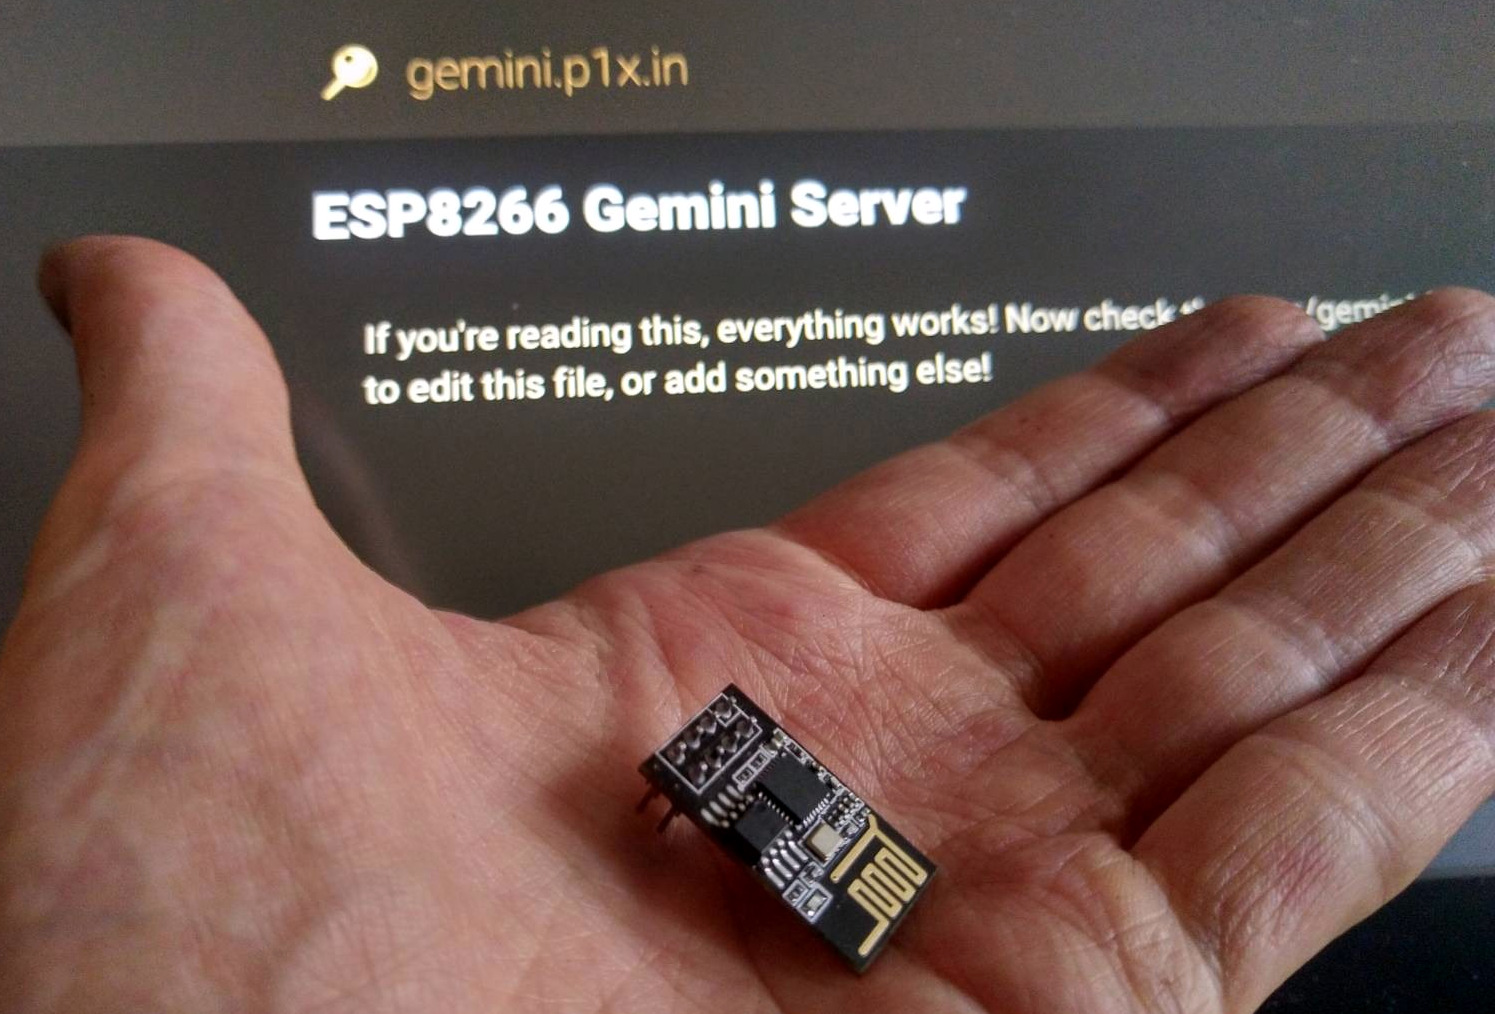 gemini.p1x.in
ESP8266 Gemini Server
If you're reading this, everything works! Now check /gemini
to edit this file, or add something else!